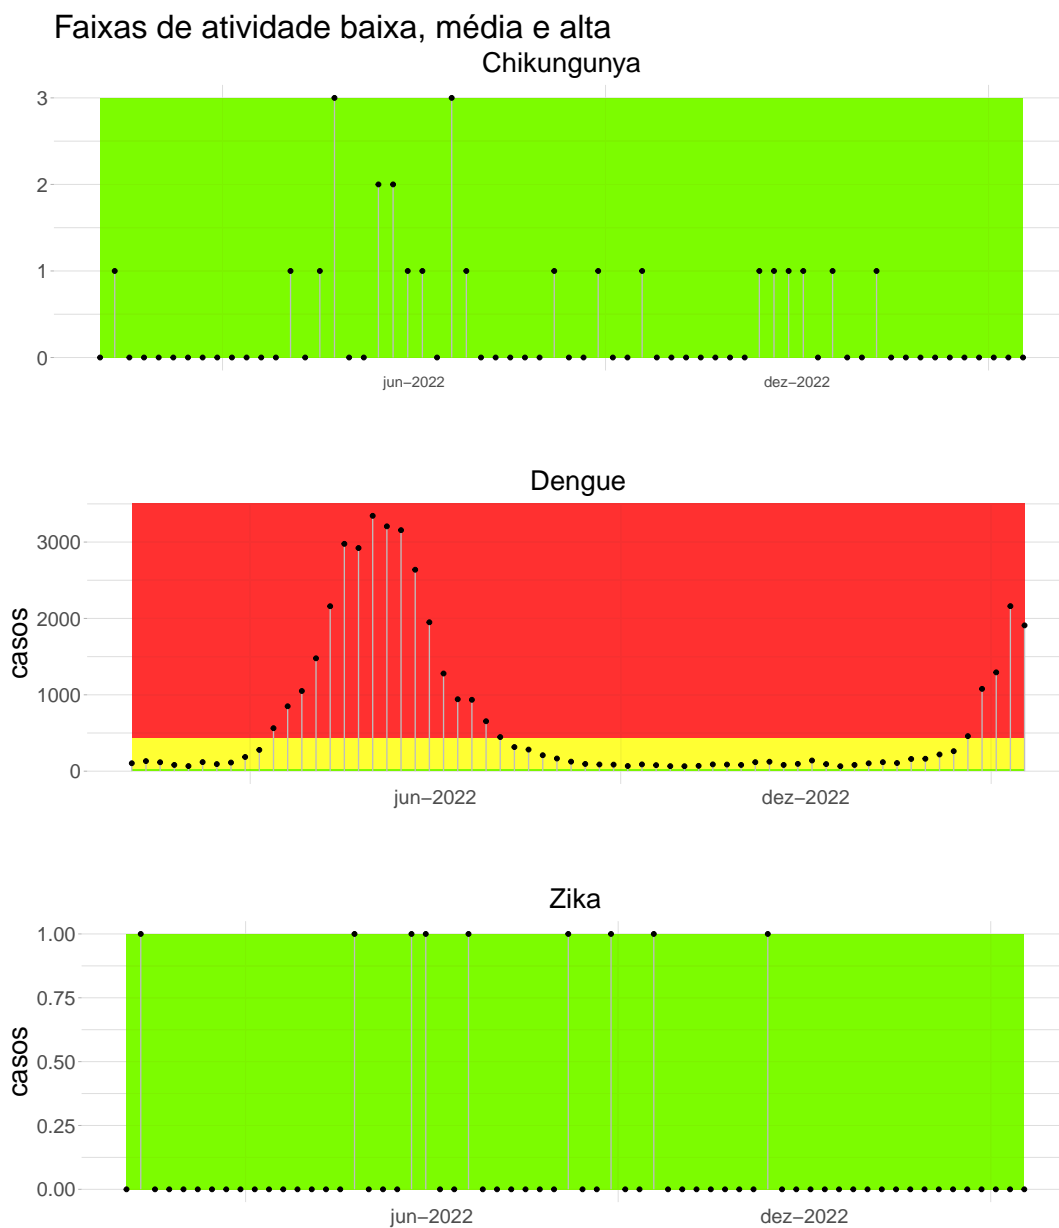 Faixas de atividade baixa, média e alta
Chikungunya
3
2
1
0
jun−2022 dez−2022
Dengue
casos
3000
2000
1000
0
jun−2022 dez−2022
Zika
casos
1.00
0.75
0.50
0.25
0.00
jun−2022 dez−2022